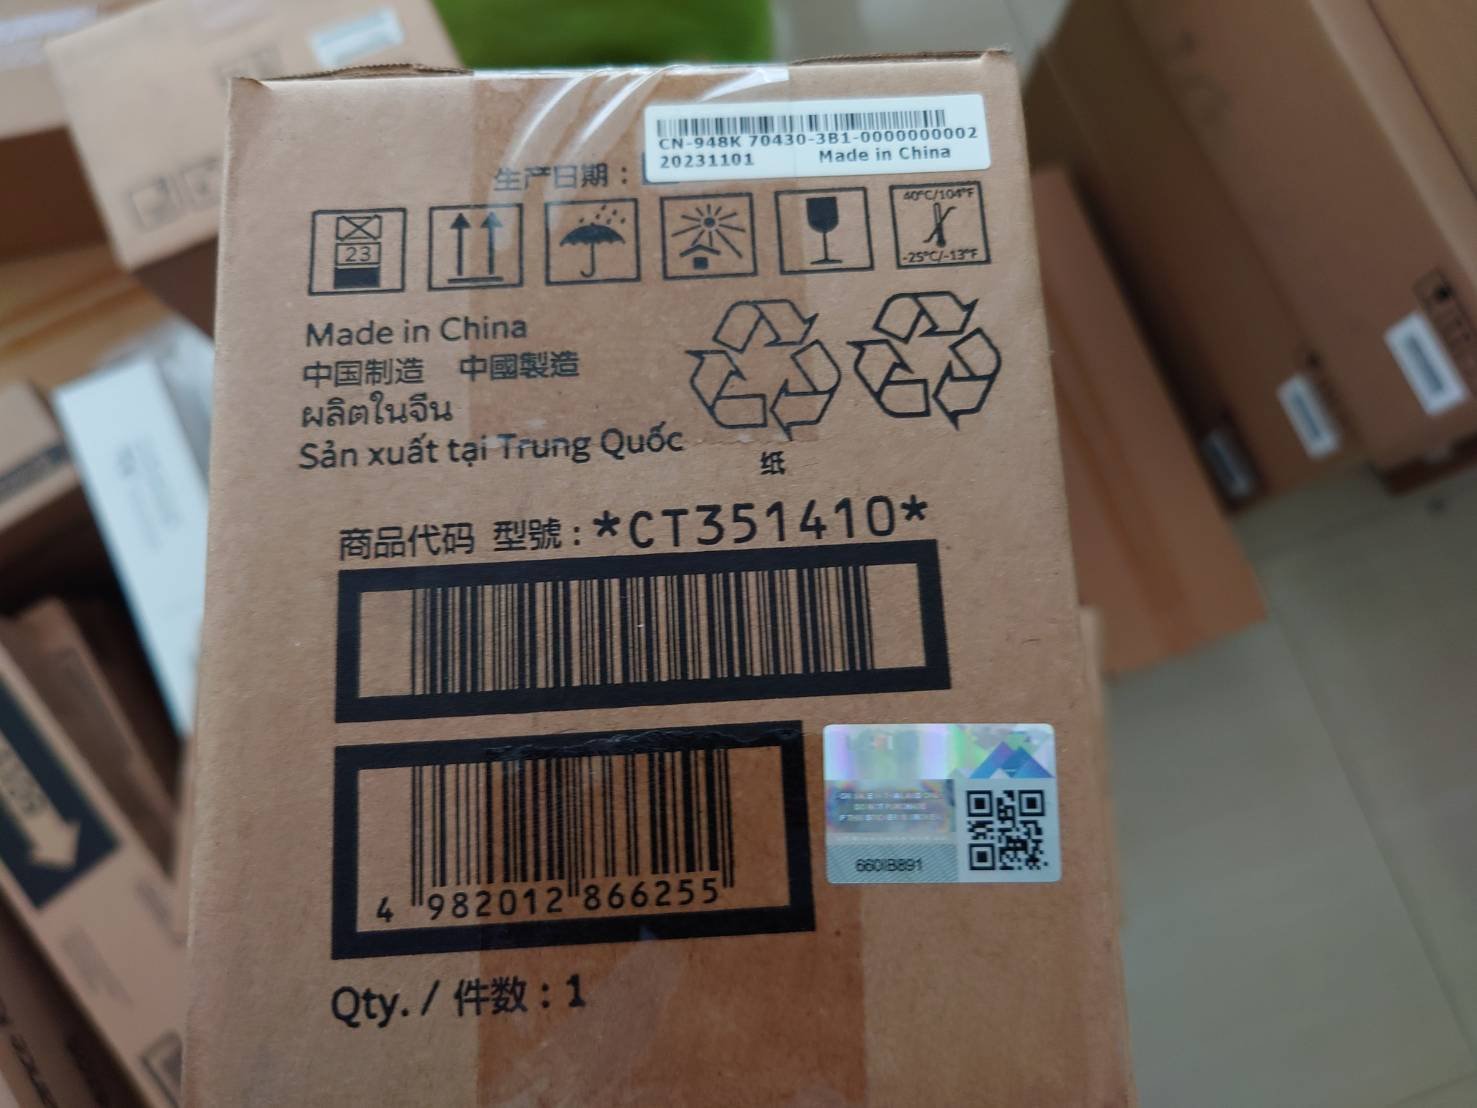 CN-948K 70430-3B1-0000000002
20231101 Made in China
生产日期：
23
40°C/104°F
-25°C/-13°F
Made in China
中国制造 中國製造
ผลิตในจีน
Sản xuất tại Trung Quốc
纸
商品代码 型號：*CT351410*
4 982012 866255
660IB891
Qty. / 件数：1